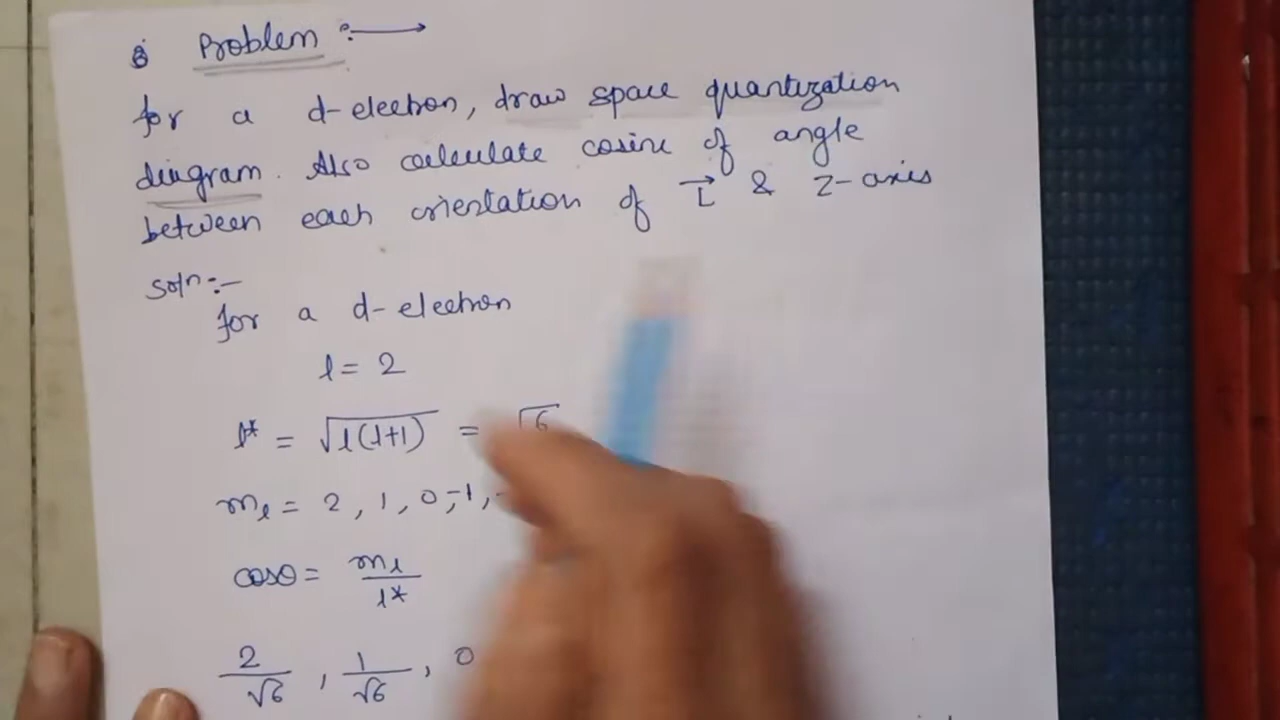 8 Problem :→
for a d-electron, draw space quantization
diagram. Also calculate cosine of angle
between each orientation of L⃗ & Z-axis
Soln:-
for a d-electron
l = 2
l* = √l(l+1) = √6
ml = 2, 1, 0, -1, -
cosθ = ml/l*
2/√6, 1/√6, 0